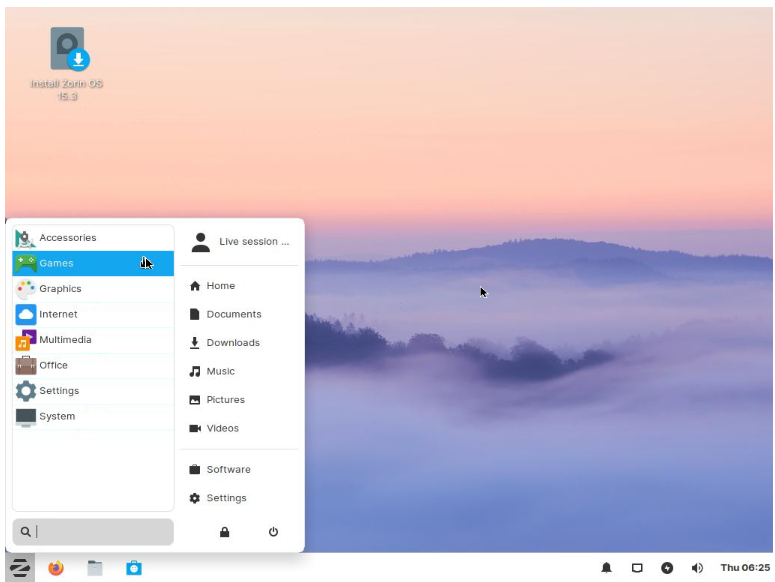 Install Zorin OS
15.3
Accessories
Games
Graphics
Internet
Multimedia
Office
Settings
System
Live session ...
Home
Documents
Downloads
Music
Pictures
Videos
Software
Settings
Thu 06:25